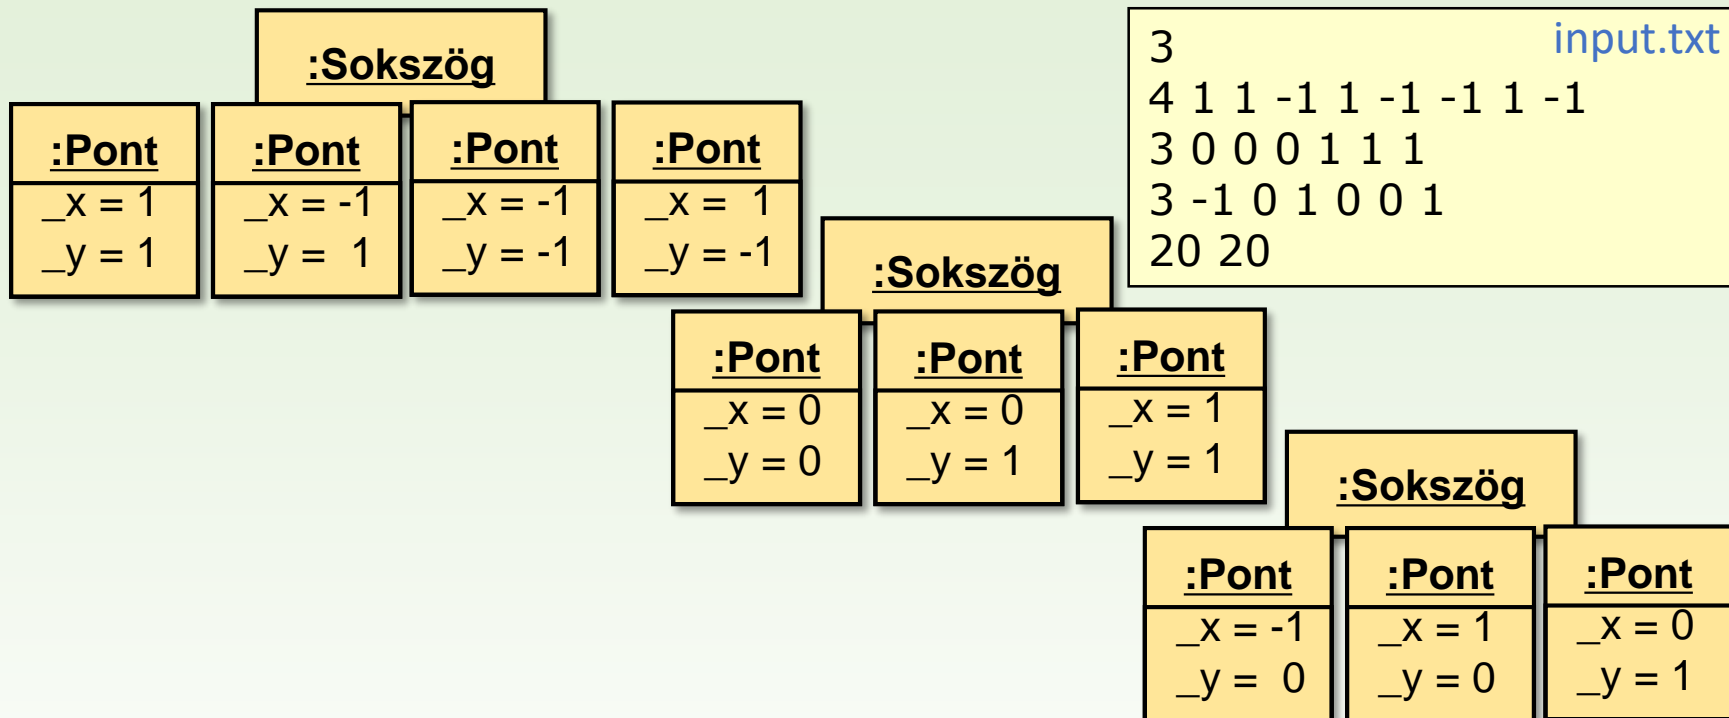 :Sokszög
:Pont
_x = 1
_y = 1
:Pont
_x = -1
_y = 1
:Pont
_x = -1
_y = -1
:Pont
_x = 1
_y = -1
input.txt
3
4 1 1 -1 1 -1 -1 1 -1
3 0 0 0 1 1 1
3 -1 0 1 0 0 1
20 20
:Sokszög
:Pont
_x = 0
_y = 0
:Pont
_x = 0
_y = 1
:Pont
_x = 1
_y = 1
:Sokszög
:Pont
_x = -1
_y = 0
:Pont
_x = 1
_y = 0
:Pont
_x = 0
_y = 1